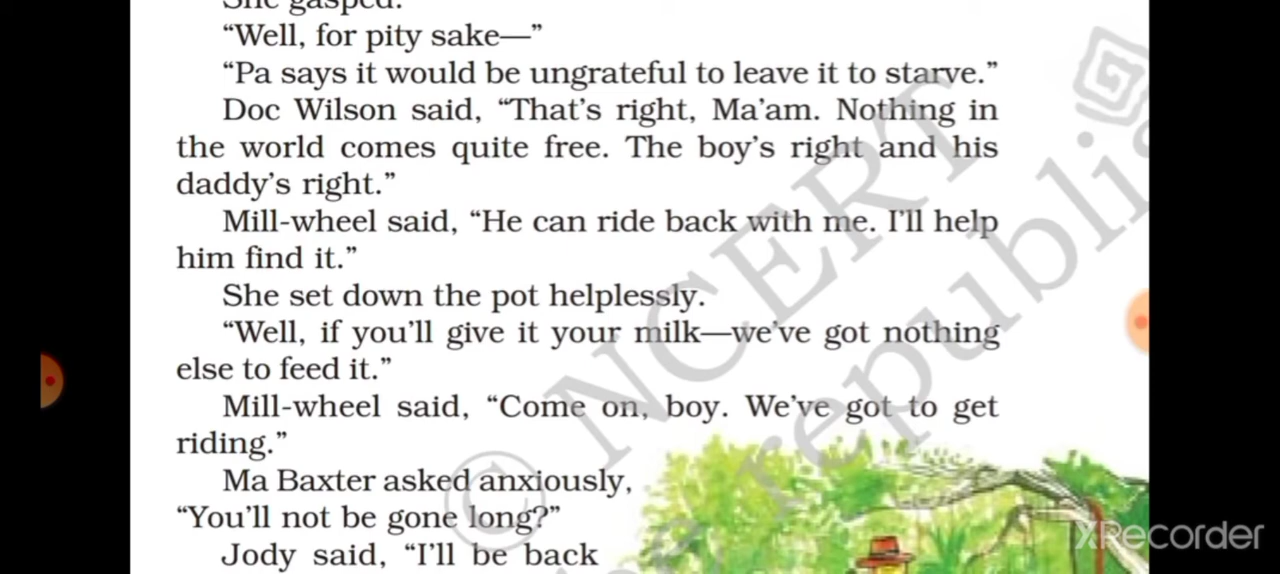 She gasped.
“Well, for pity sake—”
“Pa says it would be ungrateful to leave it to starve.”
Doc Wilson said, “That’s right, Ma’am. Nothing in
the world comes quite free. The boy’s right and his
daddy’s right.”
Mill-wheel said, “He can ride back with me. I’ll help
him find it.”
She set down the pot helplessly.
“Well, if you’ll give it your milk—we’ve got nothing
else to feed it.”
Mill-wheel said, “Come on, boy. We’ve got to get
riding.”
Ma Baxter asked anxiously,
“You’ll not be gone long?”
Jody said, “I’ll be back
© NCERT
be republis
XRecorder